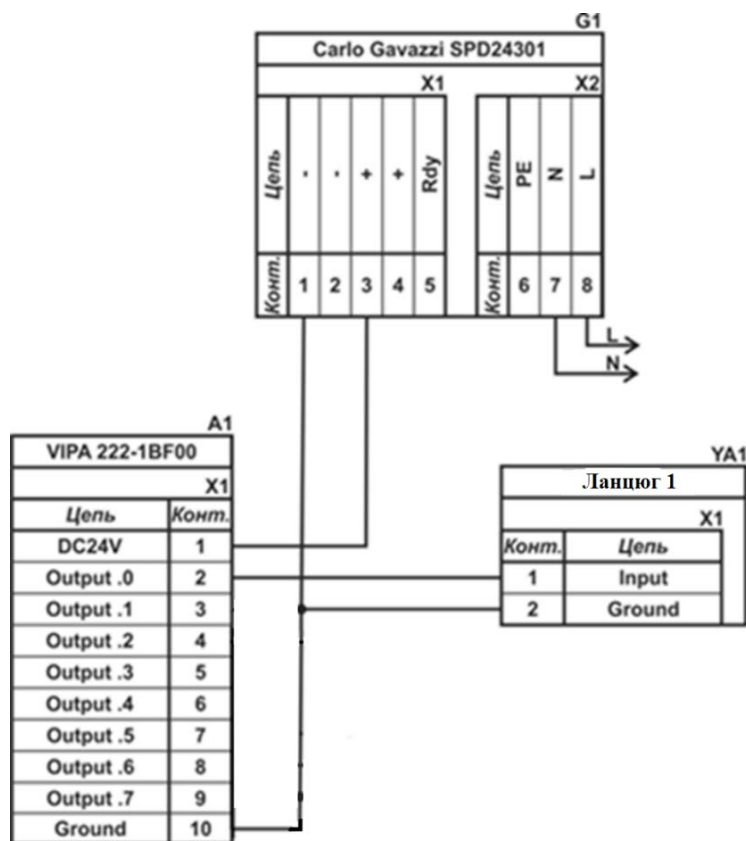 G1
Carlo Gavazzi SPD24301
X1 X2
Цепь - - + + Rdy Цепь PE N L
Конт. 1 2 3 4 5 Конт. 6 7 8
L
N
A1
VIPA 222-1BF00
X1
Цепь Конт.
DC24V 1
Output .0 2
Output .1 3
Output .2 4
Output .3 5
Output .4 6
Output .5 7
Output .6 8
Output .7 9
Ground 10
YA1
Ланцюг 1
X1
Конт. Цепь
1 Input
2 Ground